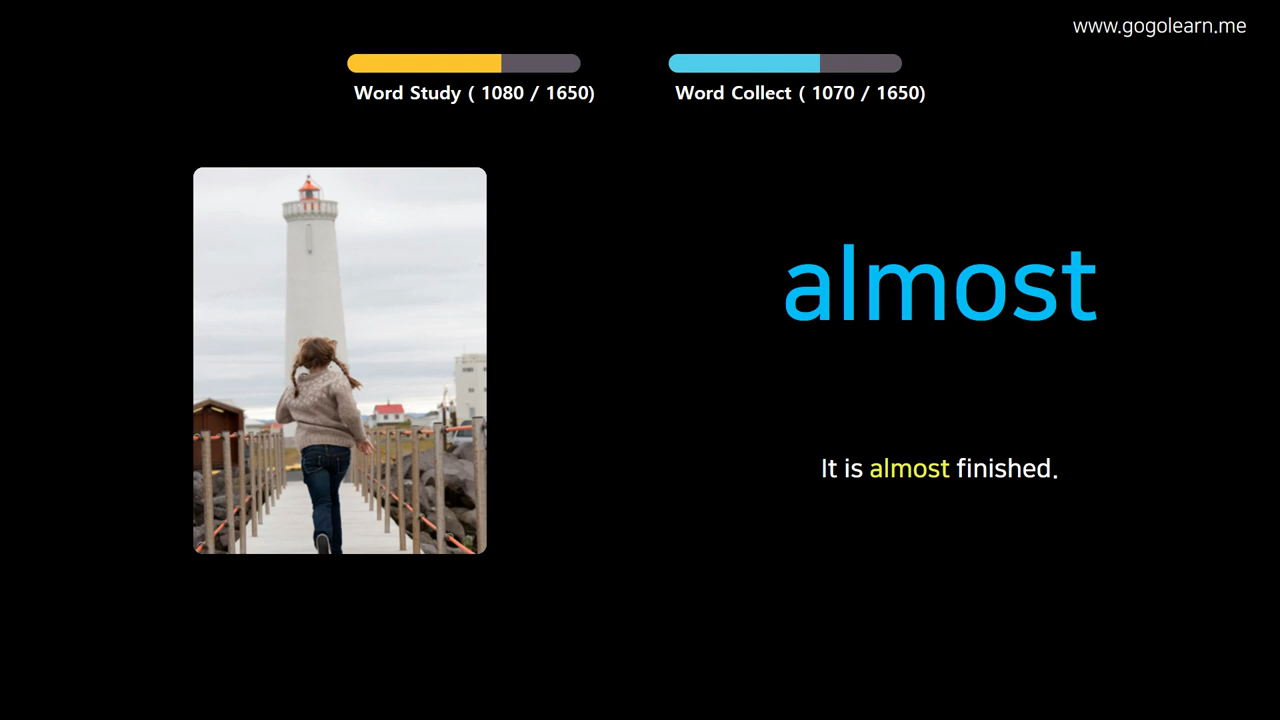 www.gogolearn.me
Word Study ( 1080 / 1650)
Word Collect ( 1070 / 1650)
almost
It is almost finished.